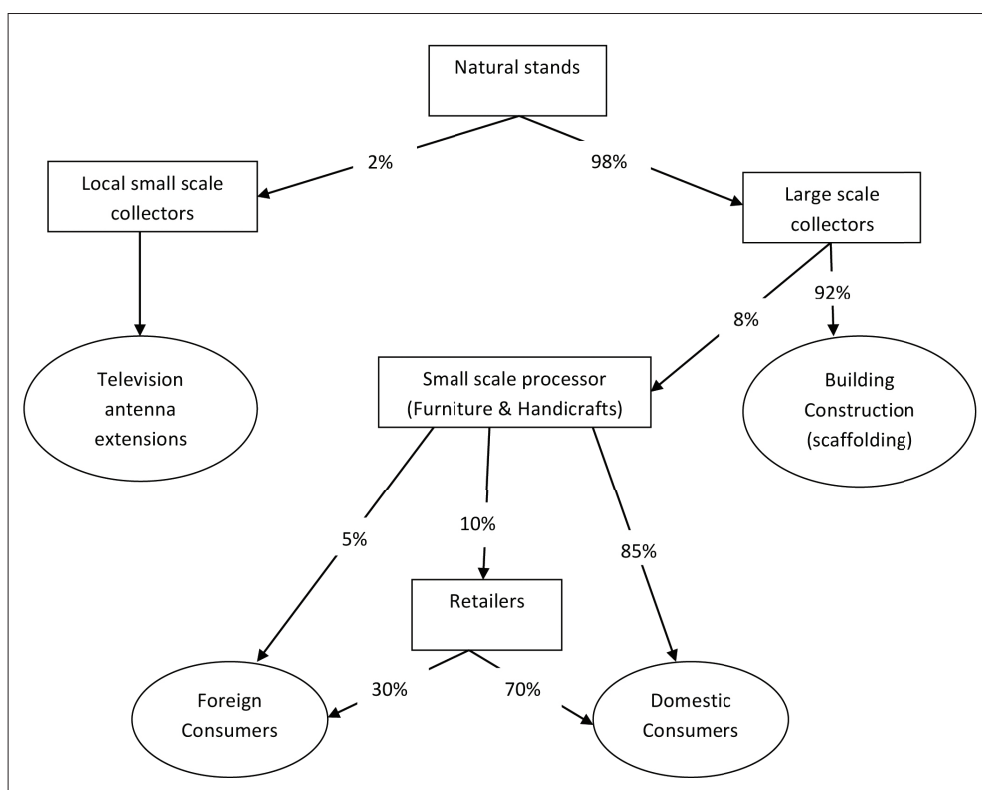 Natural stands
2%
98%
Local small scale
collectors
Large scale
collectors
92%
8%
Television
antenna
extensions
Small scale processor
(Furniture & Handicrafts)
Building
Construction
(scaffolding)
5%
10%
85%
Retailers
30%
70%
Foreign
Consumers
Domestic
Consumers